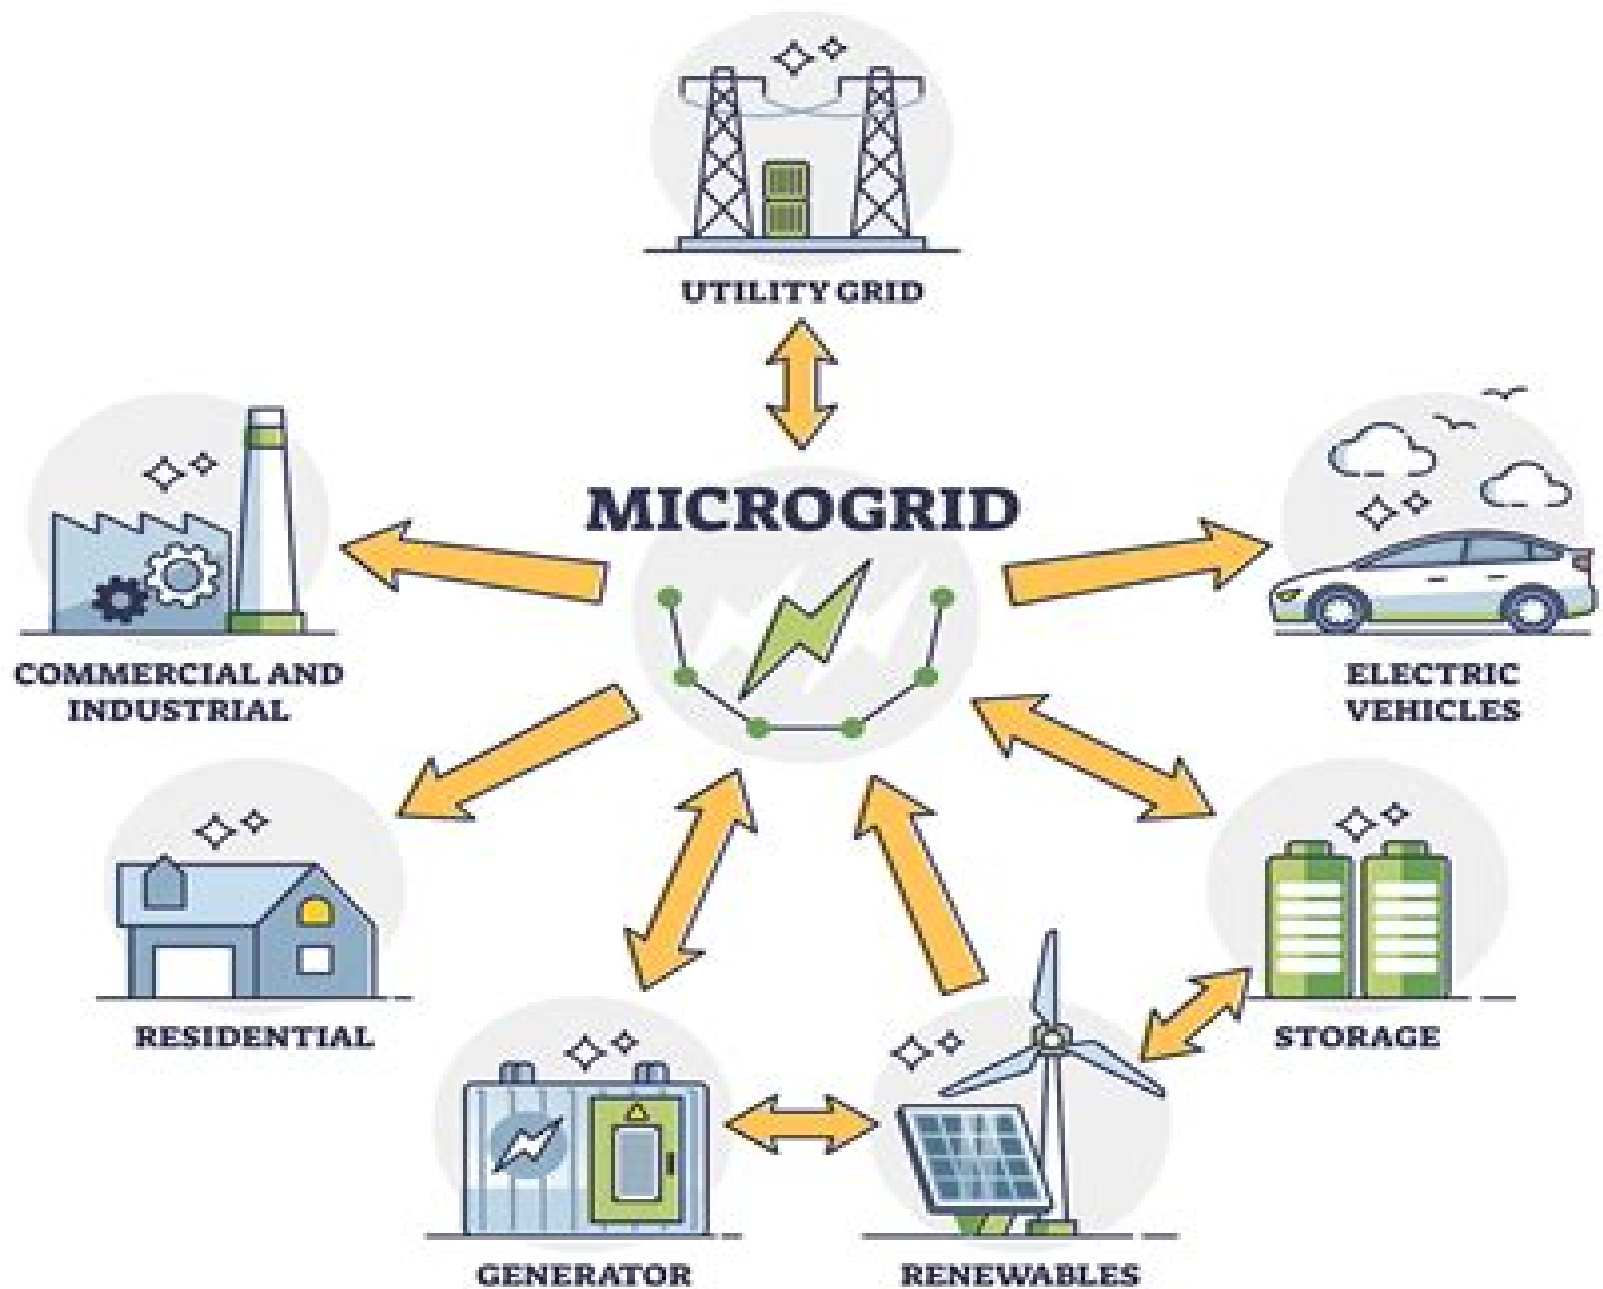 UTILITY GRID
MICROGRID
COMMERCIAL AND
INDUSTRIAL
ELECTRIC
VEHICLES
RESIDENTIAL
STORAGE
GENERATOR
RENEWABLES